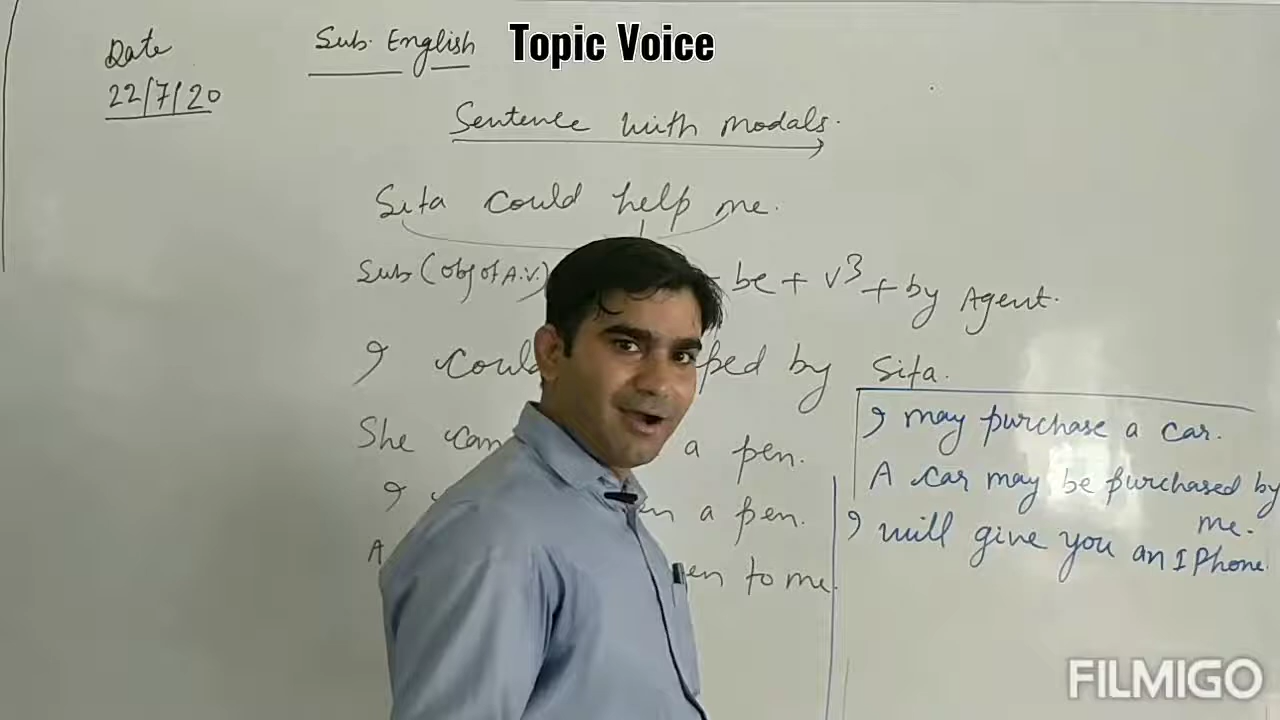 Topic Voice
Date
22/7/20
Sub. English
Sentence with modals.
Sita could help me.
Sub (obj of A.V.) + be + V3 + by Agent.
I by Sita.
She can a pen.
I a pen.
A to me.
I may purchase a car.
A car may be purchased by
me.
I will give you an I Phone.
FILMIGO